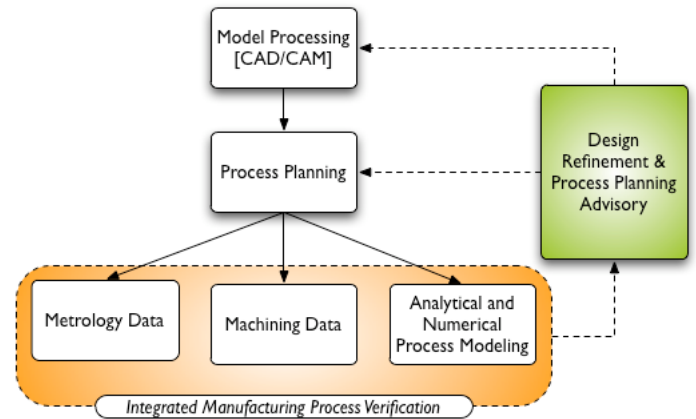 Model Processing
[CAD/CAM]
Process Planning
Design
Refinement &
Process Planning
Advisory
Metrology Data
Machining Data
Analytical and
Numerical
Process Modeling
Integrated Manufacturing Process Verification